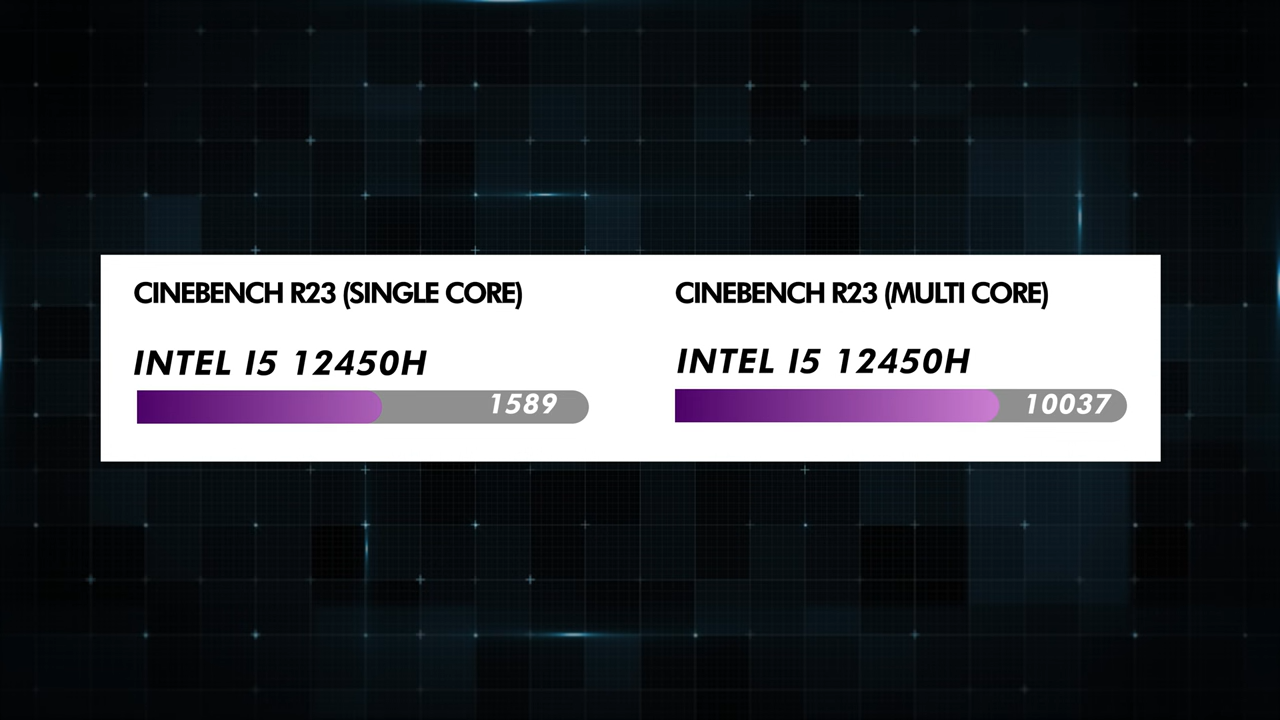 CINEBENCH R23 (SINGLE CORE)
INTEL I5 12450H
1589
CINEBENCH R23 (MULTI CORE)
INTEL I5 12450H
10037